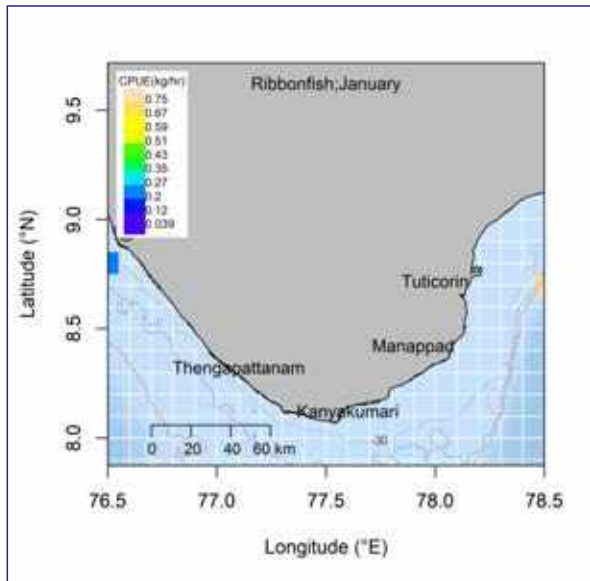 Ribbonfish;January
CPUE(kg/hr)
0.75
0.67
0.59
0.51
0.43
0.35
0.27
0.2
0.12
0.039
9.5
9.0
8.5
8.0
Latitude (°N)
Tuticorin
Manappad
Thengapattanam
Kanyakumari
-30
0 20 40 60 km
76.5 77.0 77.5 78.0 78.5
Longitude (°E)